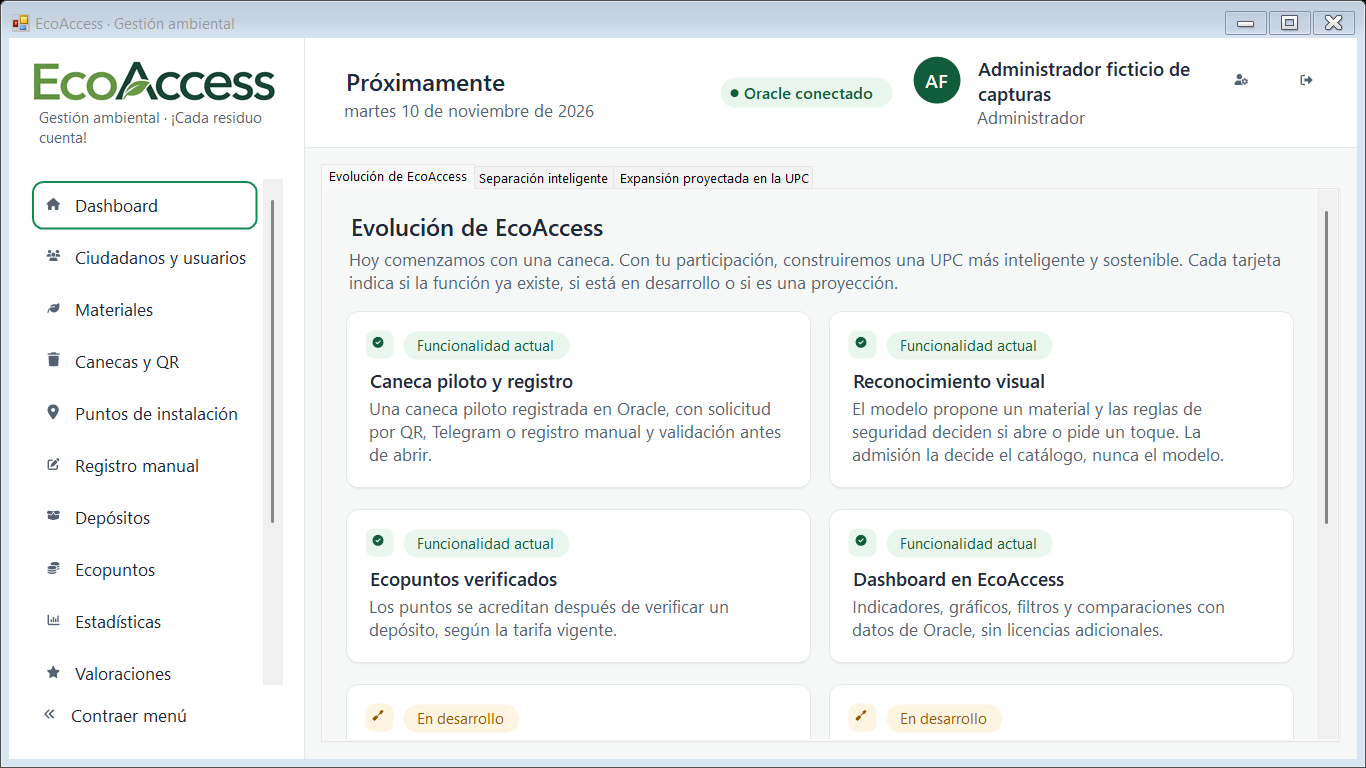 EcoAccess · Gestión ambiental
EcoAccess
Gestión ambiental · ¡Cada residuo
cuenta!
Dashboard
Ciudadanos y usuarios
Materiales
Canecas y QR
Puntos de instalación
Registro manual
Depósitos
Ecopuntos
Estadísticas
Valoraciones
Contraer menú
Próximamente
martes 10 de noviembre de 2026
Oracle conectado
AF
Administrador ficticio de
capturas
Administrador
Evolución de EcoAccess
Separación inteligente
Expansión proyectada en la UPC
Evolución de EcoAccess
Hoy comenzamos con una caneca. Con tu participación, construiremos una UPC más inteligente y sostenible. Cada tarjeta
indica si la función ya existe, si está en desarrollo o si es una proyección.
Funcionalidad actual
Caneca piloto y registro
Una caneca piloto registrada en Oracle, con solicitud
por QR, Telegram o registro manual y validación antes
de abrir.
Funcionalidad actual
Reconocimiento visual
El modelo propone un material y las reglas de
seguridad deciden si abre o pide un toque. La
admisión la decide el catálogo, nunca el modelo.
Funcionalidad actual
Ecopuntos verificados
Los puntos se acreditan después de verificar un
depósito, según la tarifa vigente.
Funcionalidad actual
Dashboard en EcoAccess
Indicadores, gráficos, filtros y comparaciones con
datos de Oracle, sin licencias adicionales.
En desarrollo
En desarrollo